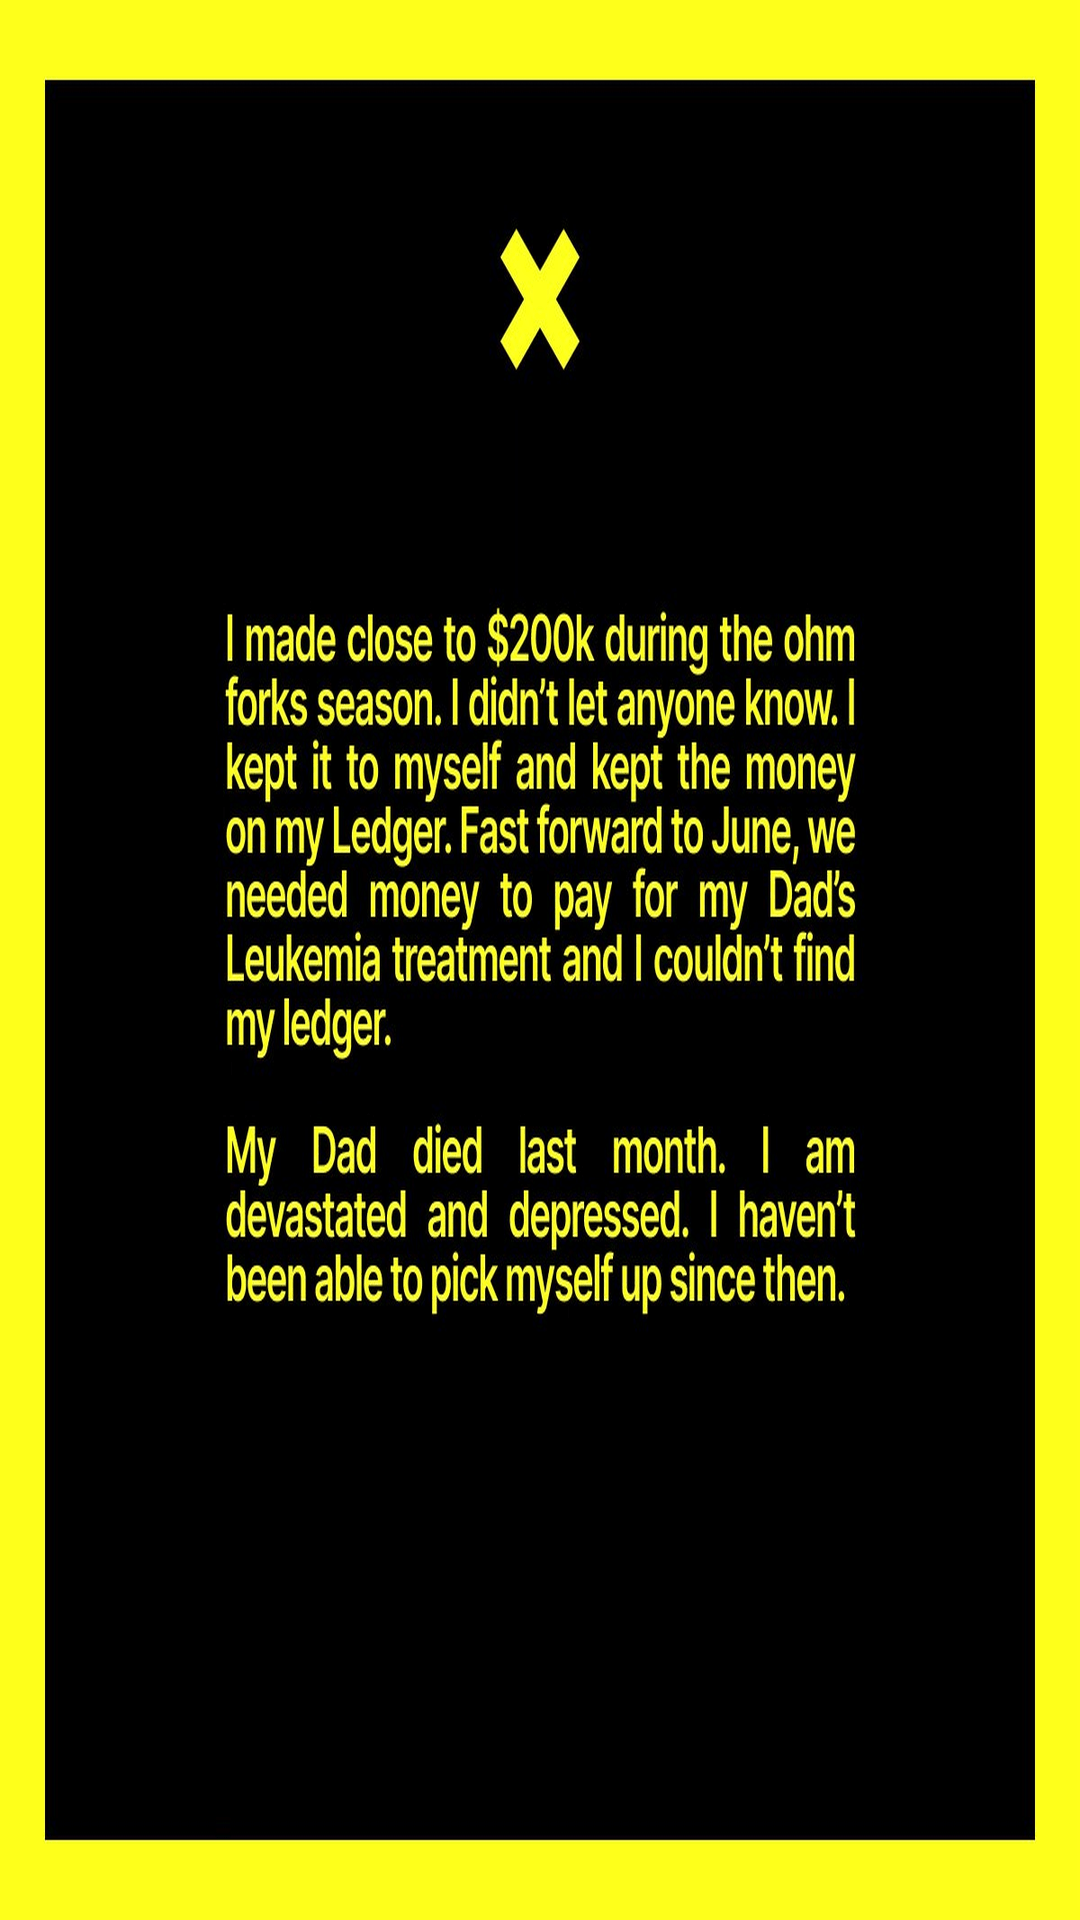 X
I made close to $200k during the ohm
forks season. I didn’t let anyone know. I
kept it to myself and kept the money
on my Ledger. Fast forward to June, we
needed money to pay for my Dad’s
Leukemia treatment and I couldn’t find
my ledger.
My Dad died last month. I am
devastated and depressed. I haven’t
been able to pick myself up since then.